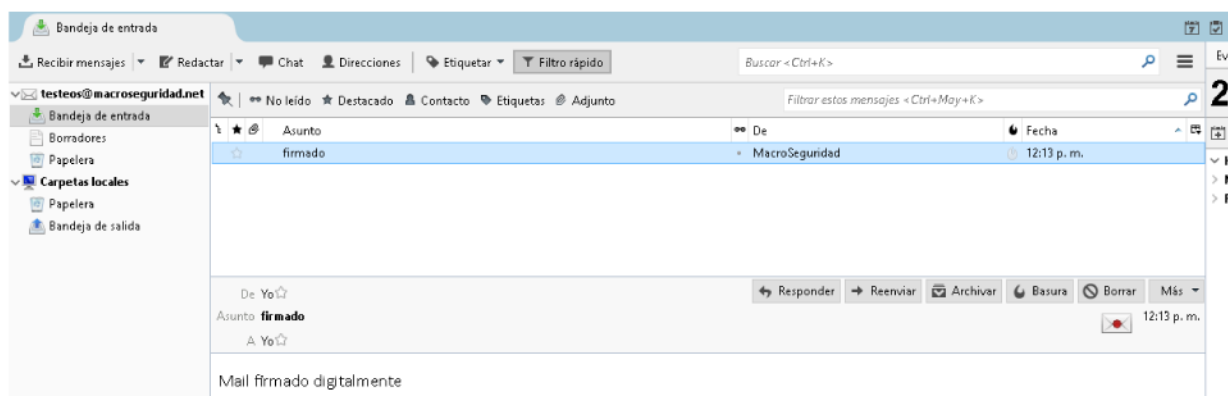 Bandeja de entrada
Recibir mensajes Redactar Chat Direcciones Etiquetar Filtro rápido Buscar <Ctrl+K> Ev
testeos@macroseguridad.net
Bandeja de entrada
Borradores
Papelera
Carpetas locales
Papelera
Bandeja de salida
No leído Destacado Contacto Etiquetas Adjunto Filtrar estos mensajes <Ctrl+May+K> 2
Asunto De Fecha
firmado MacroSeguridad 12:13 p. m.
De Yo Responder Reenviar Archivar Basura Borrar Más
Asunto firmado 12:13 p. m.
A Yo
Mail firmado digitalmente